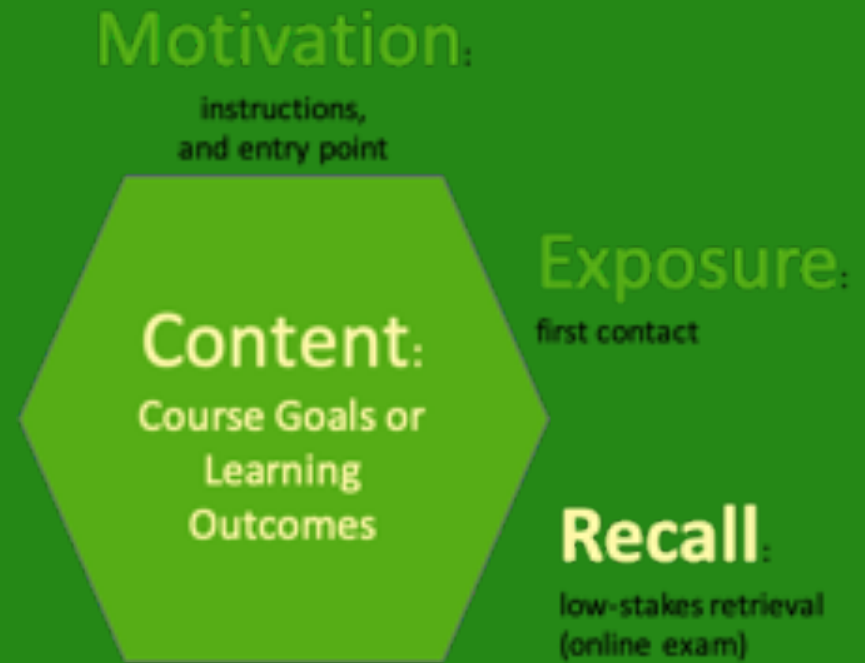 Motivation:
instructions,
and entry point
Exposure:
first contact
Content:
Course Goals or
Learning
Outcomes
Recall:
low-stakes retrieval
(online exam)